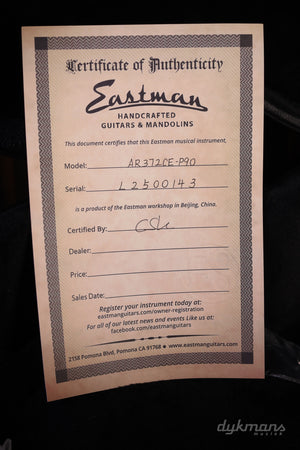 Certificate of Authenticity
Eastman
HANDCRAFTED
GUITARS & MANDOLINS
This document certifies that this Eastman musical instrument,
Model: AR372CE-P90
Serial: L2500143
is a product of the Eastman workshop in Beijing, China.
Certified By:
Dealer:
Price:
Sales Date:
Register your instrument today at:
eastmanguitars.com/owner-registration
For all of our latest news and events Like us at:
facebook.com/eastmanguitars
2158 Pomona Blvd, Pomona CA 91768 • www.eastmanguitars.com
dykmans
muziek